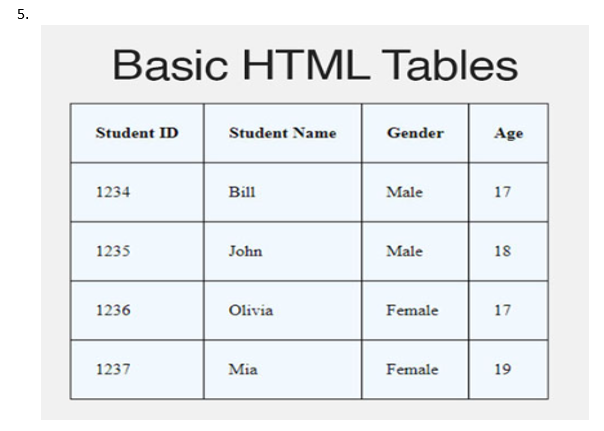 5.
Basic HTML Tables
Student ID Student Name Gender Age
1234 Bill Male 17
1235 John Male 18
1236 Olivia Female 17
1237 Mia Female 19